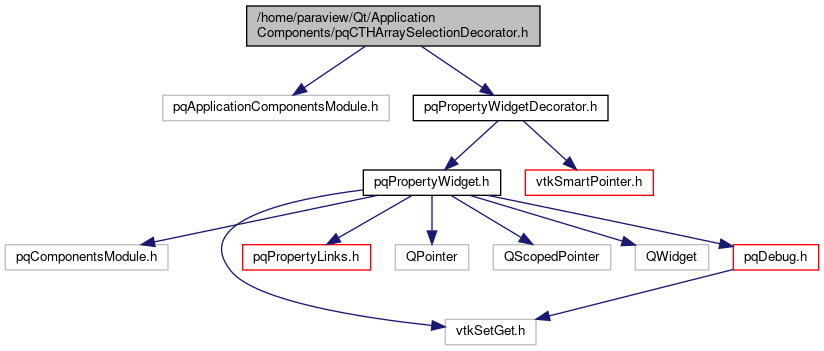 /home/paraview/Qt/Application
Components/pqCTHArraySelectionDecorator.h
pqApplicationComponentsModule.h
pqPropertyWidgetDecorator.h
pqPropertyWidget.h
vtkSmartPointer.h
pqComponentsModule.h
pqPropertyLinks.h
QPointer
QScopedPointer
QWidget
pqDebug.h
vtkSetGet.h